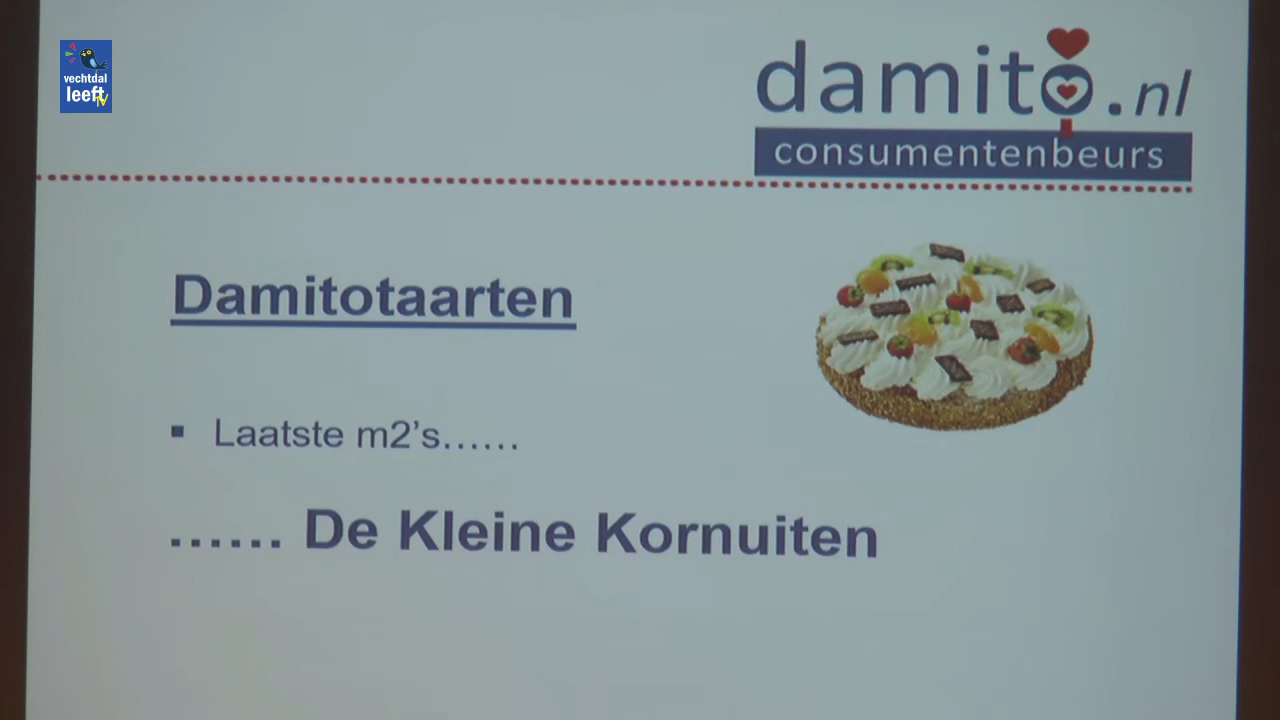 vechtdal
leeft
TV
damito.nl
consumentenbeurs
Damitotaarten
▪ Laatste m2's......
...... De Kleine Kornuiten